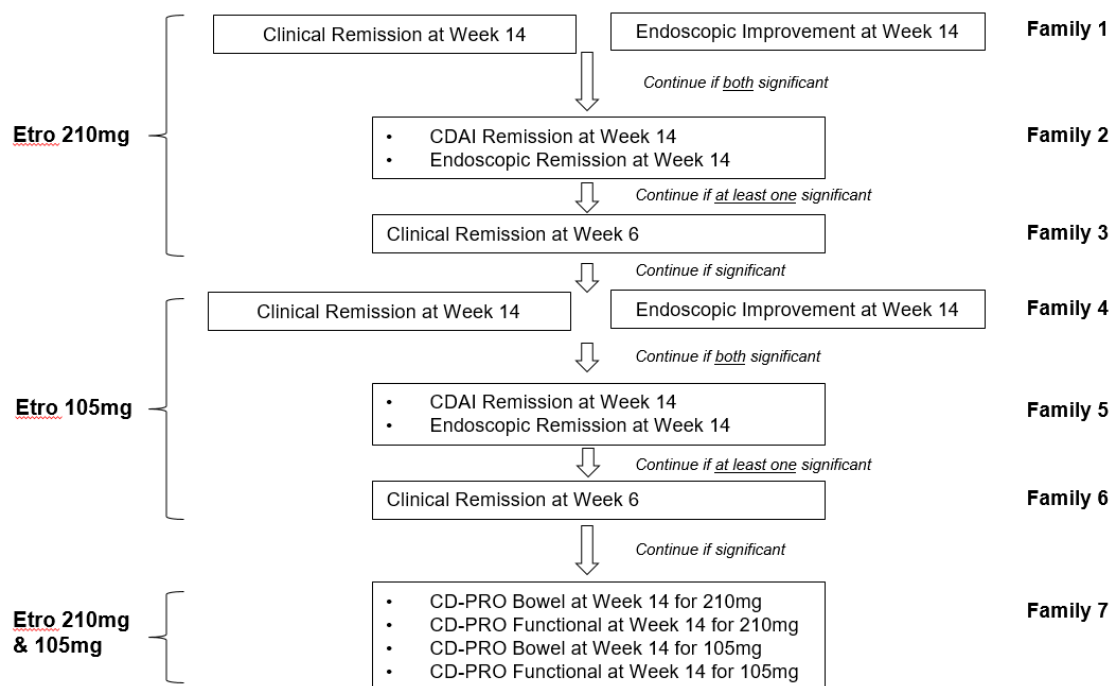 Clinical Remission at Week 14
Endoscopic Improvement at Week 14
Family 1
Continue if both significant
Etro 210mg
• CDAI Remission at Week 14
• Endoscopic Remission at Week 14
Family 2
Continue if at least one significant
Clinical Remission at Week 6
Family 3
Continue if significant
Clinical Remission at Week 14
Endoscopic Improvement at Week 14
Family 4
Continue if both significant
Etro 105mg
• CDAI Remission at Week 14
• Endoscopic Remission at Week 14
Family 5
Continue if at least one significant
Clinical Remission at Week 6
Family 6
Continue if significant
Etro 210mg
& 105mg
• CD-PRO Bowel at Week 14 for 210mg
• CD-PRO Functional at Week 14 for 210mg
• CD-PRO Bowel at Week 14 for 105mg
• CD-PRO Functional at Week 14 for 105mg
Family 7